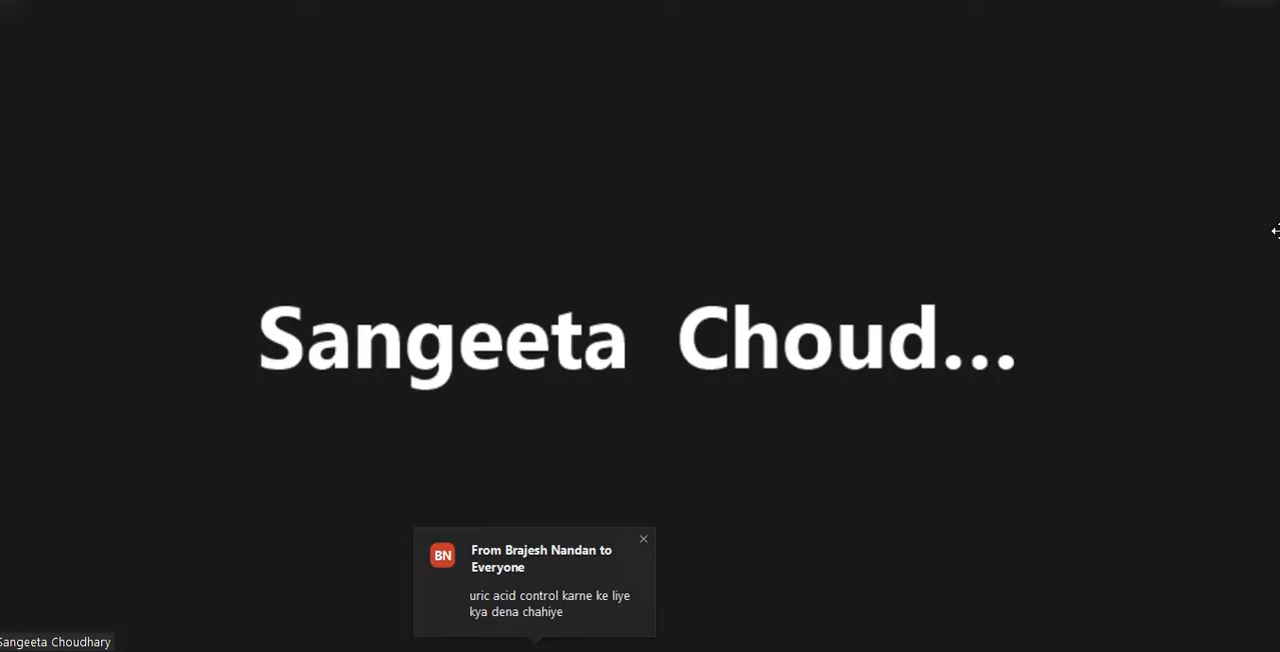 Sangeeta Choud...
BN
From Brajesh Nandan to
Everyone
uric acid control karne ke liye
kya dena chahiye
Sangeeta Choudhary